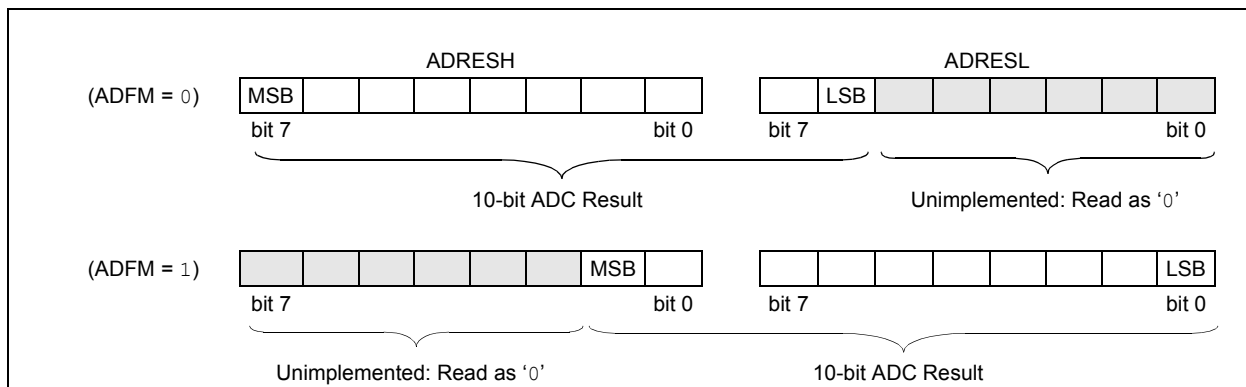 ADRESH ADRESL
(ADFM = 0) MSB LSB
bit 7 bit 0 bit 7 bit 0
10-bit ADC Result Unimplemented: Read as ‘0’
(ADFM = 1) MSB LSB
bit 7 bit 0 bit 7 bit 0
Unimplemented: Read as ‘0’ 10-bit ADC Result